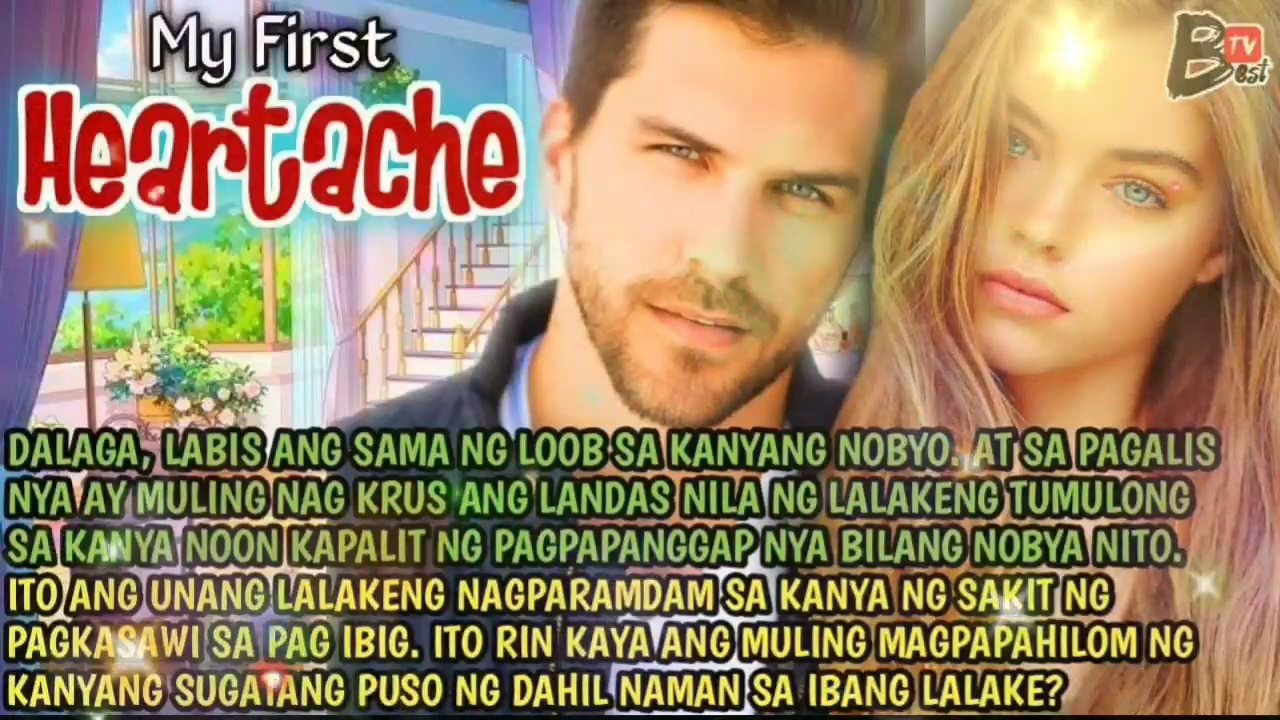 My First
Heartache
B TV
est
DALAGA, LABIS ANG SAMA NG LOOB SA KANYANG NOBYO. AT SA PAGALIS
NYA AY MULING NAG KRUS ANG LANDAS NILA NG LALAKENG TUMULONG
SA KANYA NOON KAPALIT NG PAGPAPANGGAP NYA BILANG NOBYA NITO.
ITO ANG UNANG LALAKENG NAGPARAMDAM SA KANYA NG SAKIT NG
PAGKASAWI SA PAG IBIG. ITO RIN KAYA ANG MULING MAGPAPAHILOM NG
KANYANG SUGATANG PUSO NG DAHIL NAMAN SA IBANG LALAKE?